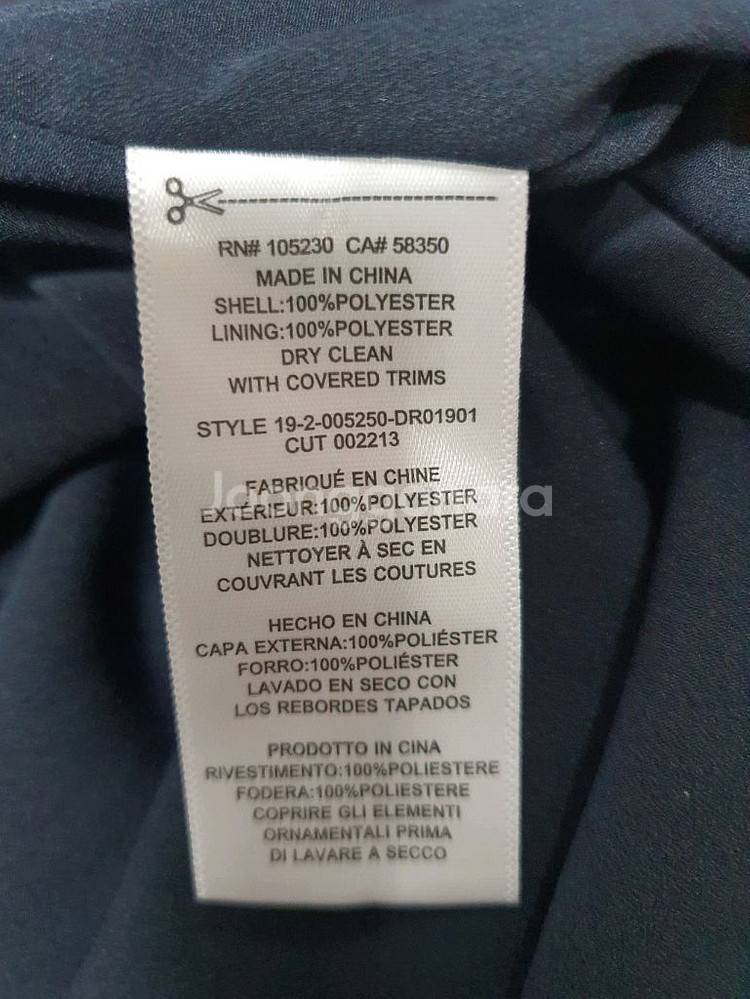 RN# 105230 CA# 58350
MADE IN CHINA
SHELL:100%POLYESTER
LINING:100%POLYESTER
DRY CLEAN
WITH COVERED TRIMS
STYLE 19-2-005250-DR01901
CUT 002213
FABRIQUÉ EN CHINE
EXTÉRIEUR:100%POLYESTER
DOUBLURE:100%POLYESTER
NETTOYER À SEC EN
COUVRANT LES COUTURES
HECHO EN CHINA
CAPA EXTERNA:100%POLIÉSTER
FORRO:100%POLIÉSTER
LAVADO EN SECO CON
LOS REBORDES TAPADOS
PRODOTTO IN CINA
RIVESTIMENTO:100%POLIESTERE
FODERA:100%POLIESTERE
COPRIRE GLI ELEMENTI
ORNAMENTALI PRIMA
DI LAVARE A SECCO